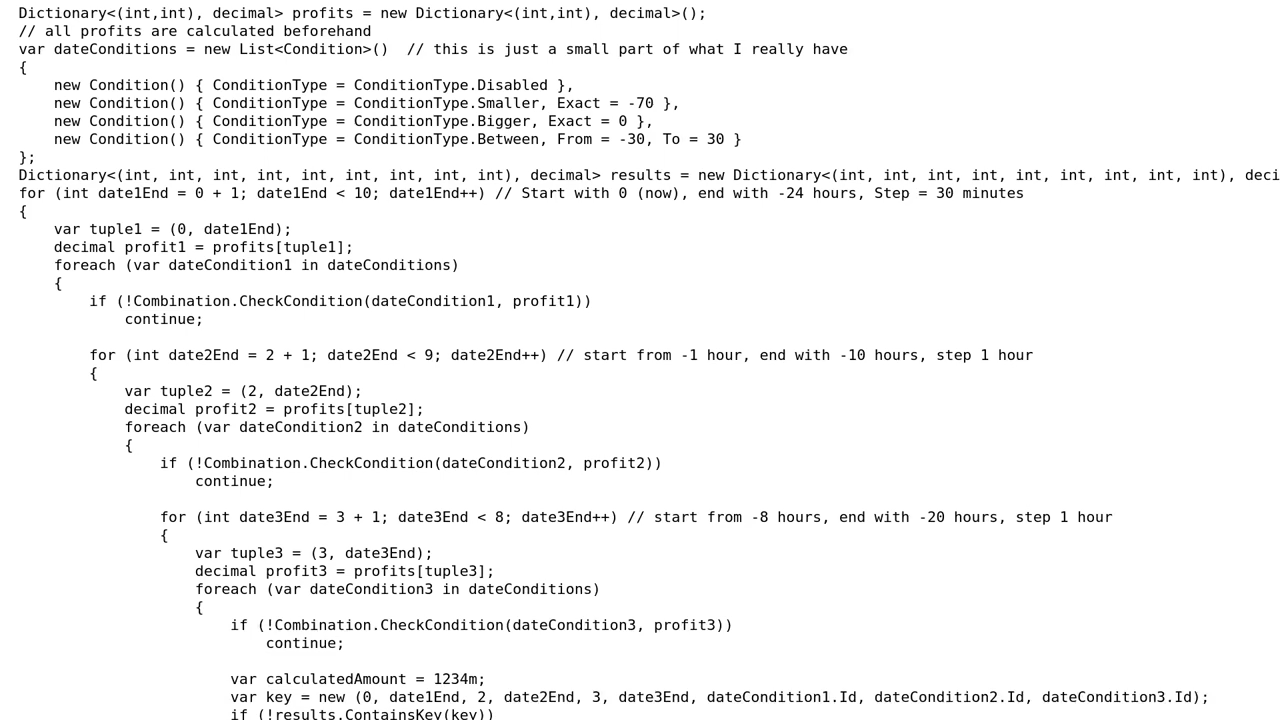 Dictionary<(int,int), decimal> profits = new Dictionary<(int,int), decimal>();
// all profits are calculated beforehand
var dateConditions = new List<Condition>()  // this is just a small part of what I really have
{
    new Condition() { ConditionType = ConditionType.Disabled },
    new Condition() { ConditionType = ConditionType.Smaller, Exact = -70 },
    new Condition() { ConditionType = ConditionType.Bigger, Exact = 0 },
    new Condition() { ConditionType = ConditionType.Between, From = -30, To = 30 }
};
Dictionary<(int, int, int, int, int, int, int, int, int), decimal> results = new Dictionary<(int, int, int, int, int, int, int, int, int), deci
for (int date1End = 0 + 1; date1End < 10; date1End++) // Start with 0 (now), end with -24 hours, Step = 30 minutes
{
    var tuple1 = (0, date1End);
    decimal profit1 = profits[tuple1];
    foreach (var dateCondition1 in dateConditions)
    {
        if (!Combination.CheckCondition(dateCondition1, profit1))
            continue;

        for (int date2End = 2 + 1; date2End < 9; date2End++) // start from -1 hour, end with -10 hours, step 1 hour
        {
            var tuple2 = (2, date2End);
            decimal profit2 = profits[tuple2];
            foreach (var dateCondition2 in dateConditions)
            {
                if (!Combination.CheckCondition(dateCondition2, profit2))
                    continue;

                for (int date3End = 3 + 1; date3End < 8; date3End++) // start from -8 hours, end with -20 hours, step 1 hour
                {
                    var tuple3 = (3, date3End);
                    decimal profit3 = profits[tuple3];
                    foreach (var dateCondition3 in dateConditions)
                    {
                        if (!Combination.CheckCondition(dateCondition3, profit3))
                            continue;

                        var calculatedAmount = 1234m;
                        var key = new (0, date1End, 2, date2End, 3, date3End, dateCondition1.Id, dateCondition2.Id, dateCondition3.Id);
                        if (!results.ContainsKey(key))